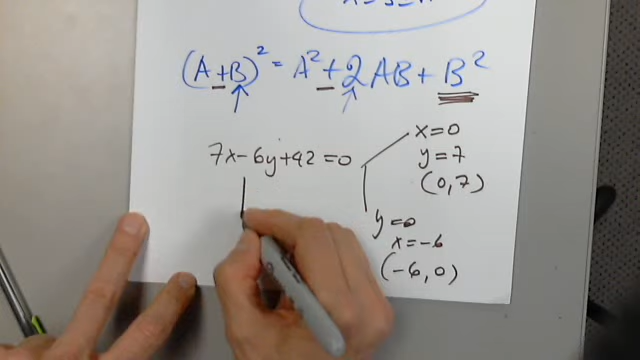 (A+B)² = A² + 2AB + B²
7x - 6y + 42 = 0
x = 0
y = 7
(0, 7)
y = 0
x = -6
(-6, 0)